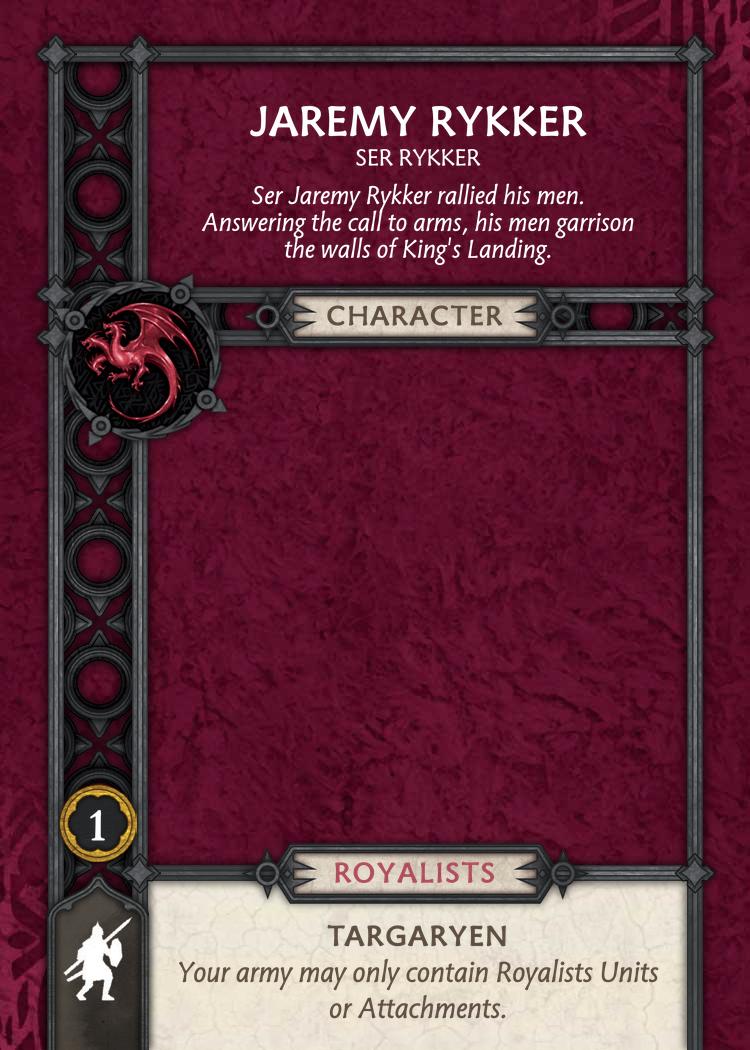 JAREMY RYKKER
SER RYKKER
Ser Jaremy Rykker rallied his men.
Answering the call to arms, his men garrison
the walls of King's Landing.
CHARACTER
1
ROYALISTS
TARGARYEN
Your army may only contain Royalists Units
or Attachments.